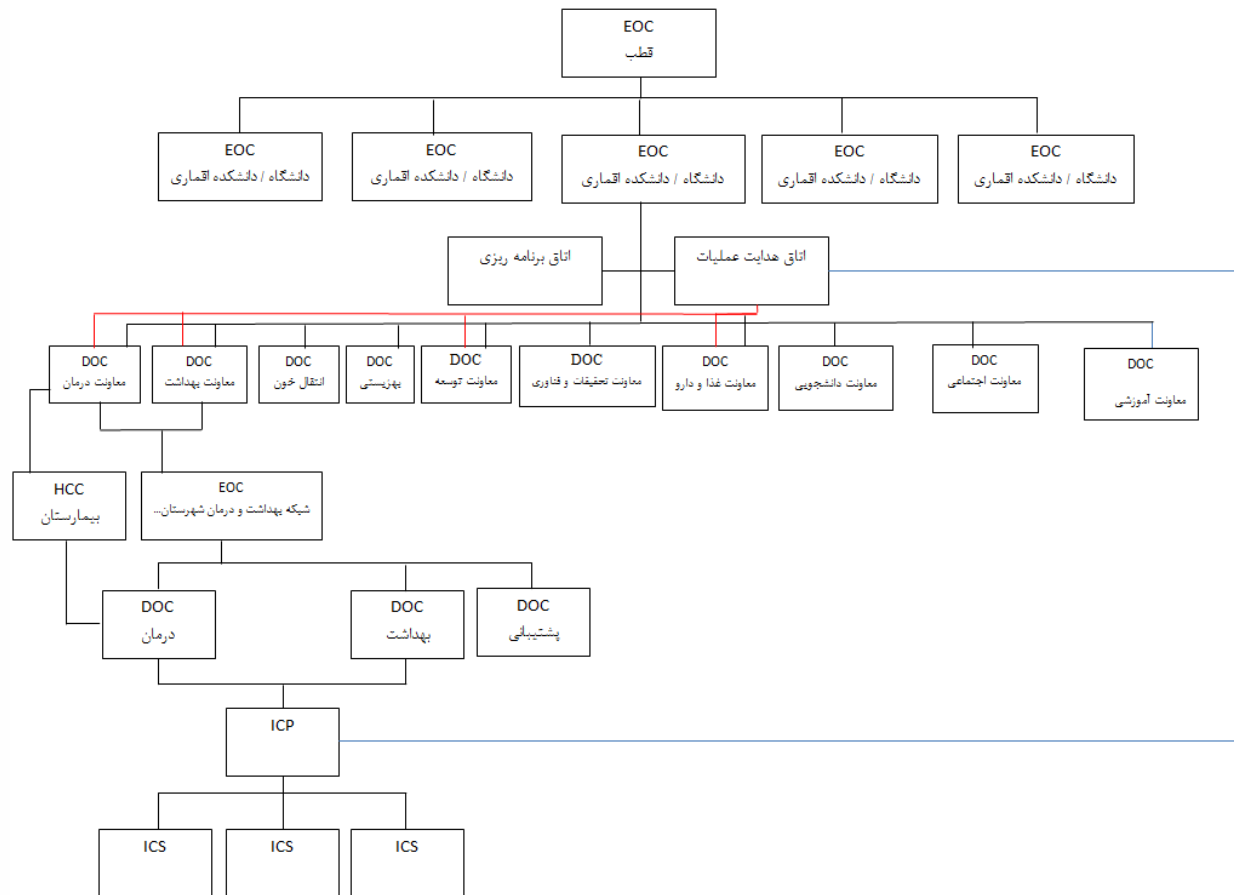 EOC
قطب
EOC
دانشگاه / دانشکده اقماری
EOC
دانشگاه / دانشکده اقماری
EOC
دانشگاه / دانشکده اقماری
EOC
دانشگاه / دانشکده اقماری
EOC
دانشگاه / دانشکده اقماری
اتاق برنامه ریزی
اتاق هدایت عملیات
DOC
معاونت درمان
DOC
معاونت بهداشت
DOC
انتقال خون
DOC
بهزیستی
DOC
معاونت توسعه
DOC
معاونت تحقیقات و فناوری
DOC
معاونت غذا و دارو
DOC
معاونت دانشجویی
DOC
معاونت اجتماعی
DOC
معاونت آموزشی
HCC
بیمارستان
EOC
شبکه بهداشت و درمان شهرستان...
DOC
درمان
DOC
بهداشت
DOC
پشتیبانی
ICP
ICS
ICS
ICS